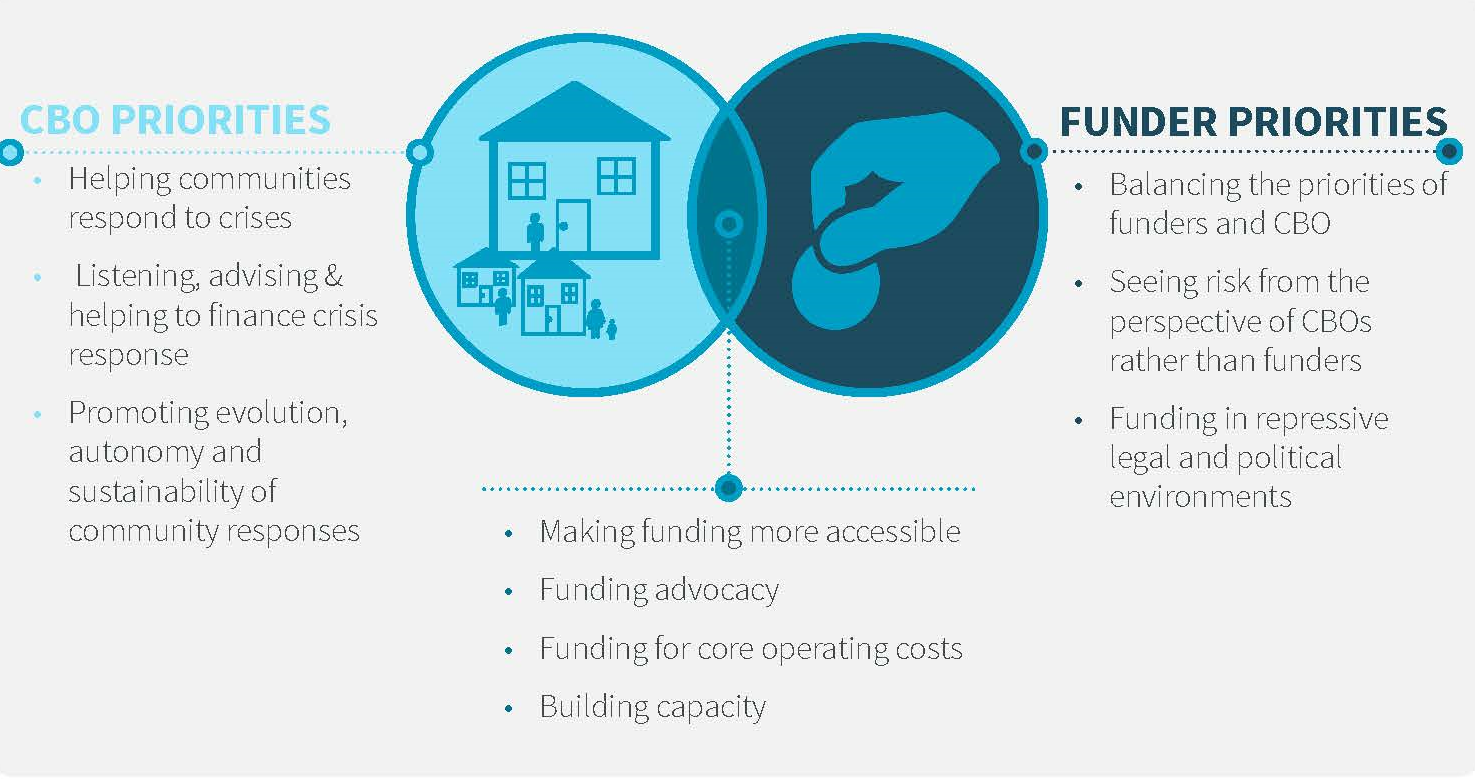 CBO PRIORITIES
• Helping communities
respond to crises
• Listening, advising &
helping to finance crisis
response
• Promoting evolution,
autonomy and
sustainability of
community responses
FUNDER PRIORITIES
• Balancing the priorities of
funders and CBO
• Seeing risk from the
perspective of CBOs
rather than funders
• Funding in repressive
legal and political
environments
• Making funding more accessible
• Funding advocacy
• Funding for core operating costs
• Building capacity